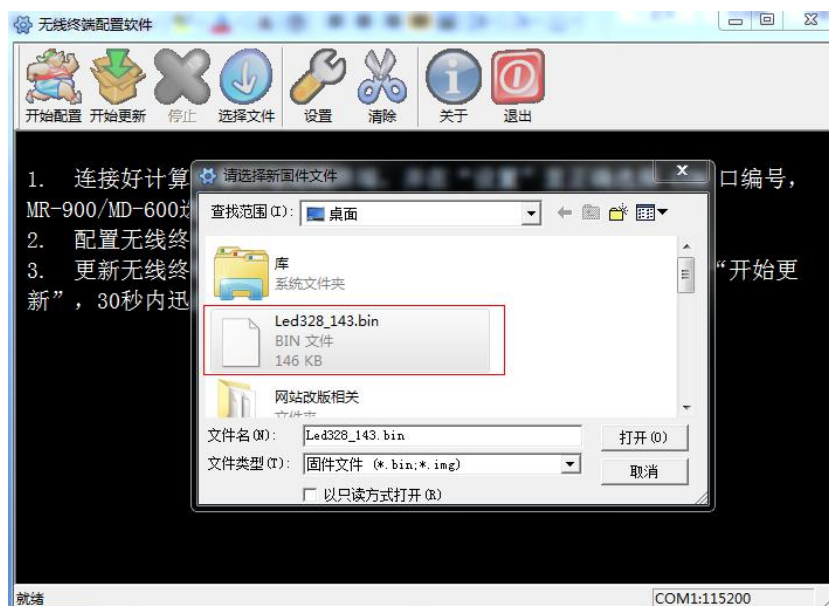 无线终端配置软件
开始配置 开始更新 停止 选择文件 设置 清除 关于 退出
1. 连接好计算
口编号，
MR-900/MD-600
2. 配置无线终
3. 更新无线终
“开始更
新”，30秒内迅
请选择新固件文件
查找范围(I): 桌面
库
系统文件夹
Led328_143.bin
BIN 文件
146 KB
网站改版相关
文件夹
文件名(N): Led328_143.bin 打开(O)
文件类型(T): 固件文件 (*.bin;*.img) 取消
以只读方式打开(R)
就绪 COM1:115200